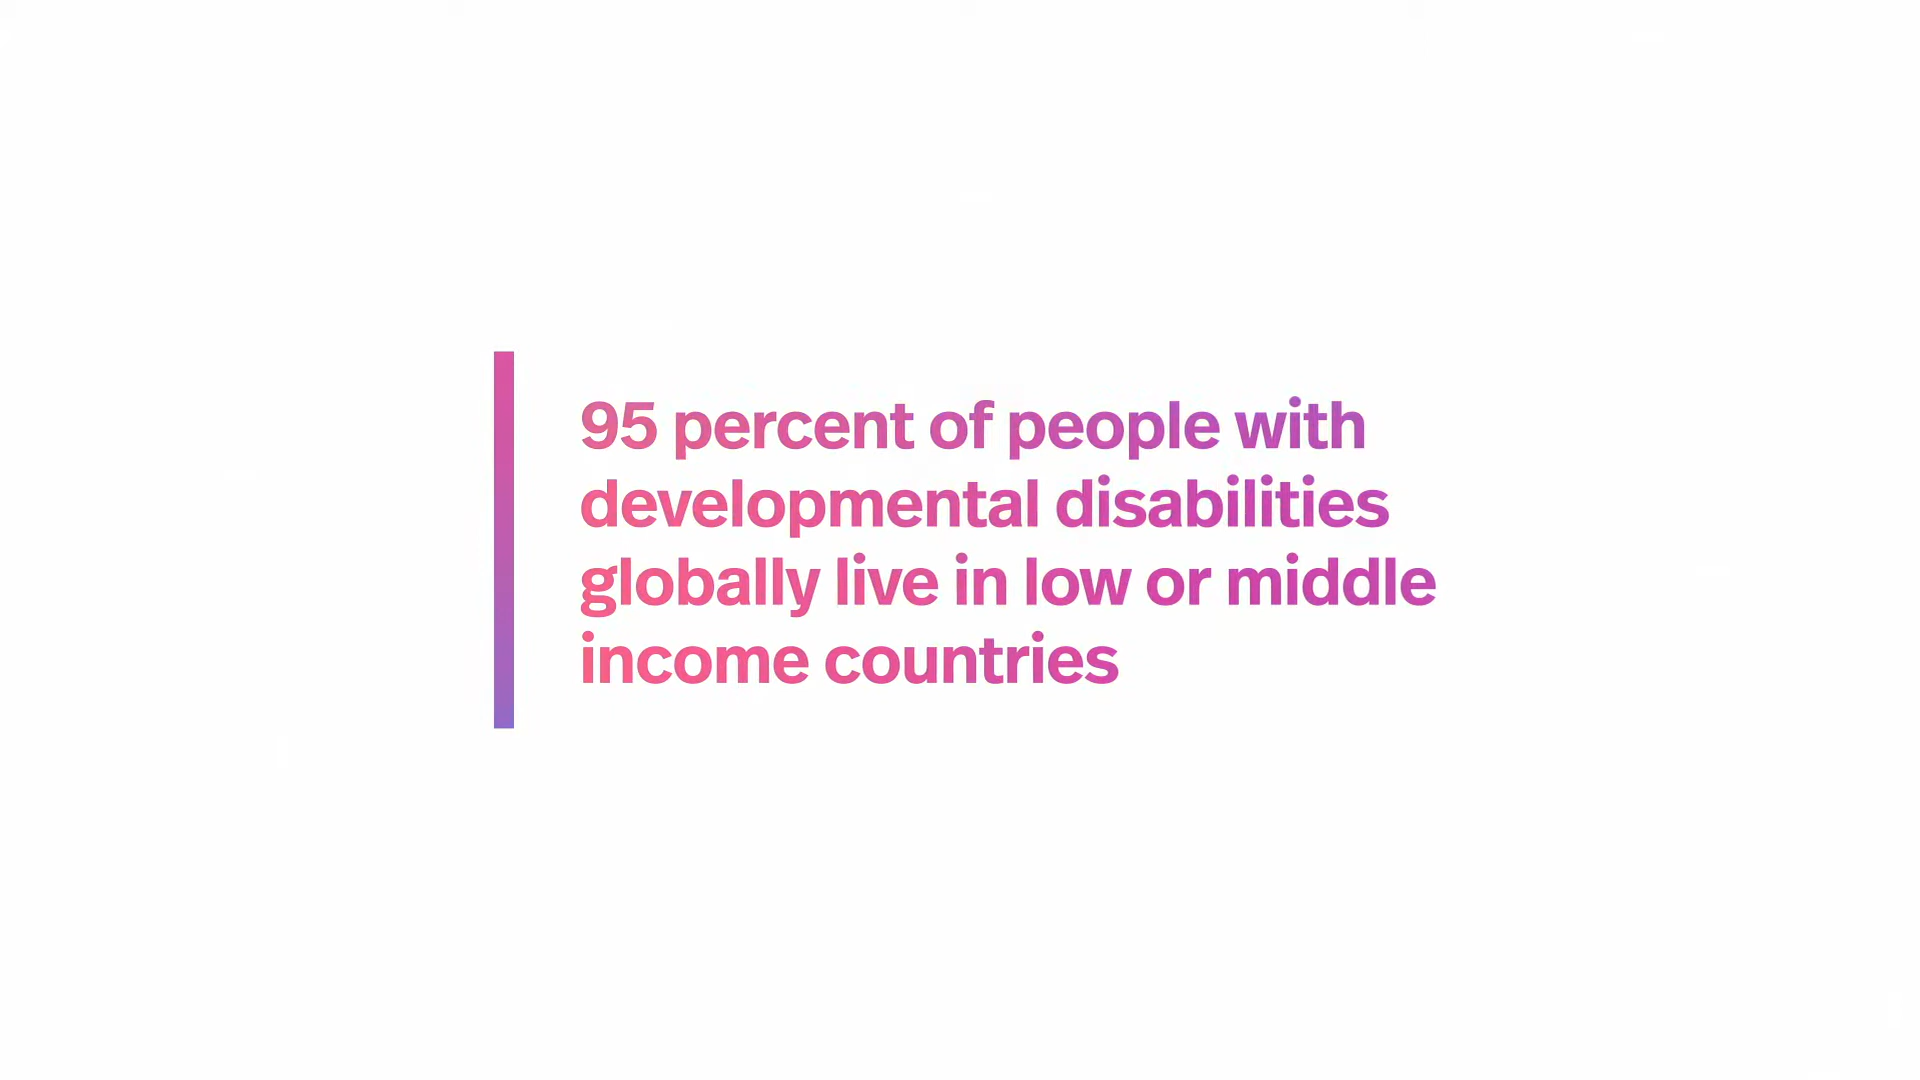 95 percent of people with
developmental disabilities
globally live in low or middle
income countries